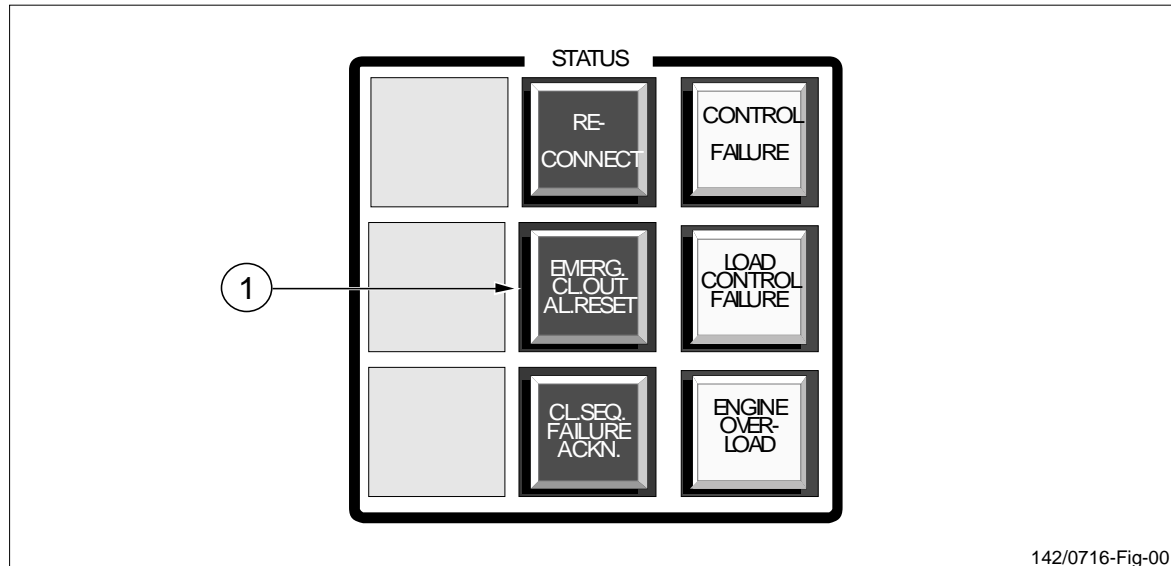 STATUS
RE-
CONNECT
CONTROL
FAILURE
1
EMERG.
CL.OUT
AL.RESET
LOAD
CONTROL
FAILURE
CL.SEQ.
FAILURE
ACKN.
ENGINE
OVER-
LOAD
142/0716-Fig-00